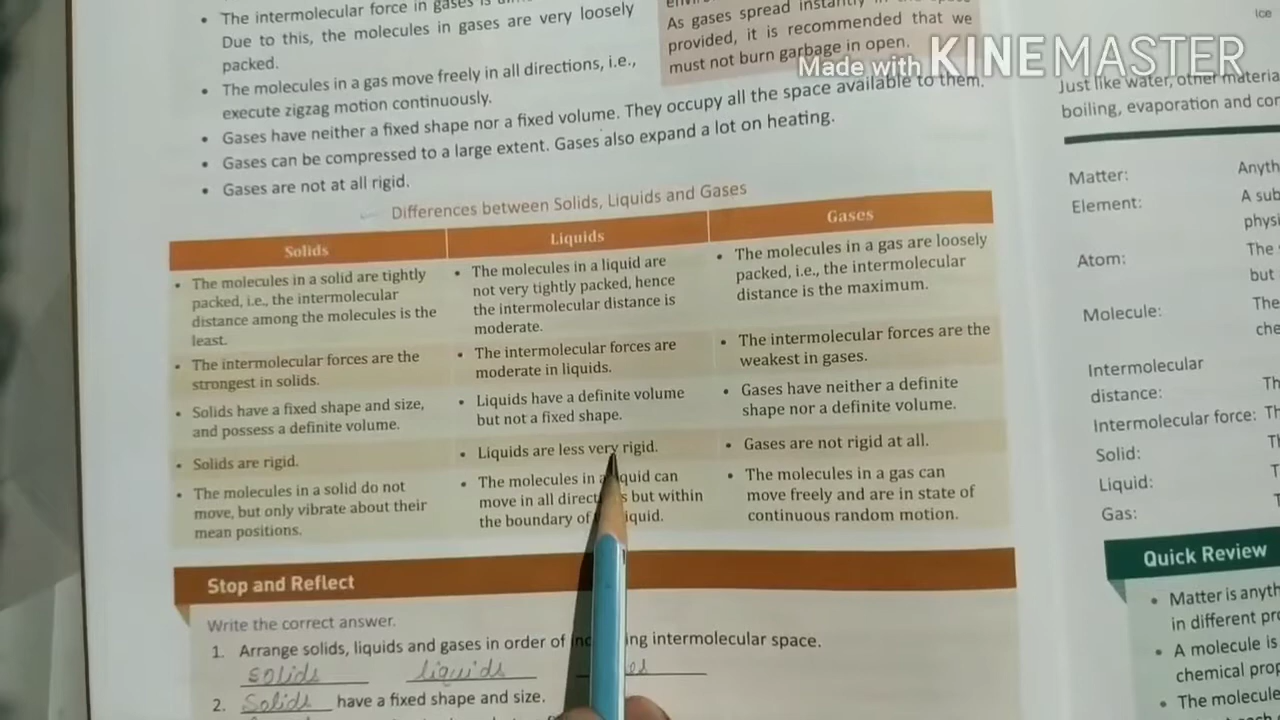 The intermolecular force in gases is
Due to this, the molecules in gases are very loosely
packed.
• The molecules in a gas move freely in all directions, i.e.,
execute zigzag motion continuously.
• Gases have neither a fixed shape nor a fixed volume. They occupy all the space available to them.
• Gases can be compressed to a large extent. Gases also expand a lot on heating.
• Gases are not at all rigid.
As gases spread instantly
provided, it is recommended that we
must not burn garbage in open.
Made with KINEMASTER
Differences between Solids, Liquids and Gases
Solids
• The molecules in a solid are tightly
packed, i.e., the intermolecular
distance among the molecules is the
least.
• The intermolecular forces are the
strongest in solids.
• Solids have a fixed shape and size,
and possess a definite volume.
• Solids are rigid.
• The molecules in a solid do not
move, but only vibrate about their
mean positions.
Liquids
• The molecules in a liquid are
not very tightly packed, hence
the intermolecular distance is
moderate.
• The intermolecular forces are
moderate in liquids.
• Liquids have a definite volume
but not a fixed shape.
• Liquids are less very rigid.
• The molecules in a liquid can
move in all but within
the boundary of
Gases
• The molecules in a gas are loosely
packed, i.e., the intermolecular
distance is the maximum.
• The intermolecular forces are the
weakest in gases.
• Gases have neither a definite
shape nor a definite volume.
• Gases are not rigid at all.
• The molecules in a gas can
move freely and are in state of
continuous random motion.
Stop and Reflect
Write the correct answer.
1. Arrange solids, liquids and gases in order of intermolecular space.
solids liquids
2. Solids have a fixed shape and size.
Ice
Just like water, other
boiling, evaporation and
Matter:
Element: A
Atom: The
but
Molecule: The
Intermolecular
distance:
Intermolecular force:
Solid:
Liquid:
Gas:
Quick Review
• Matter is
in different
• A molecule is
chemical
• The